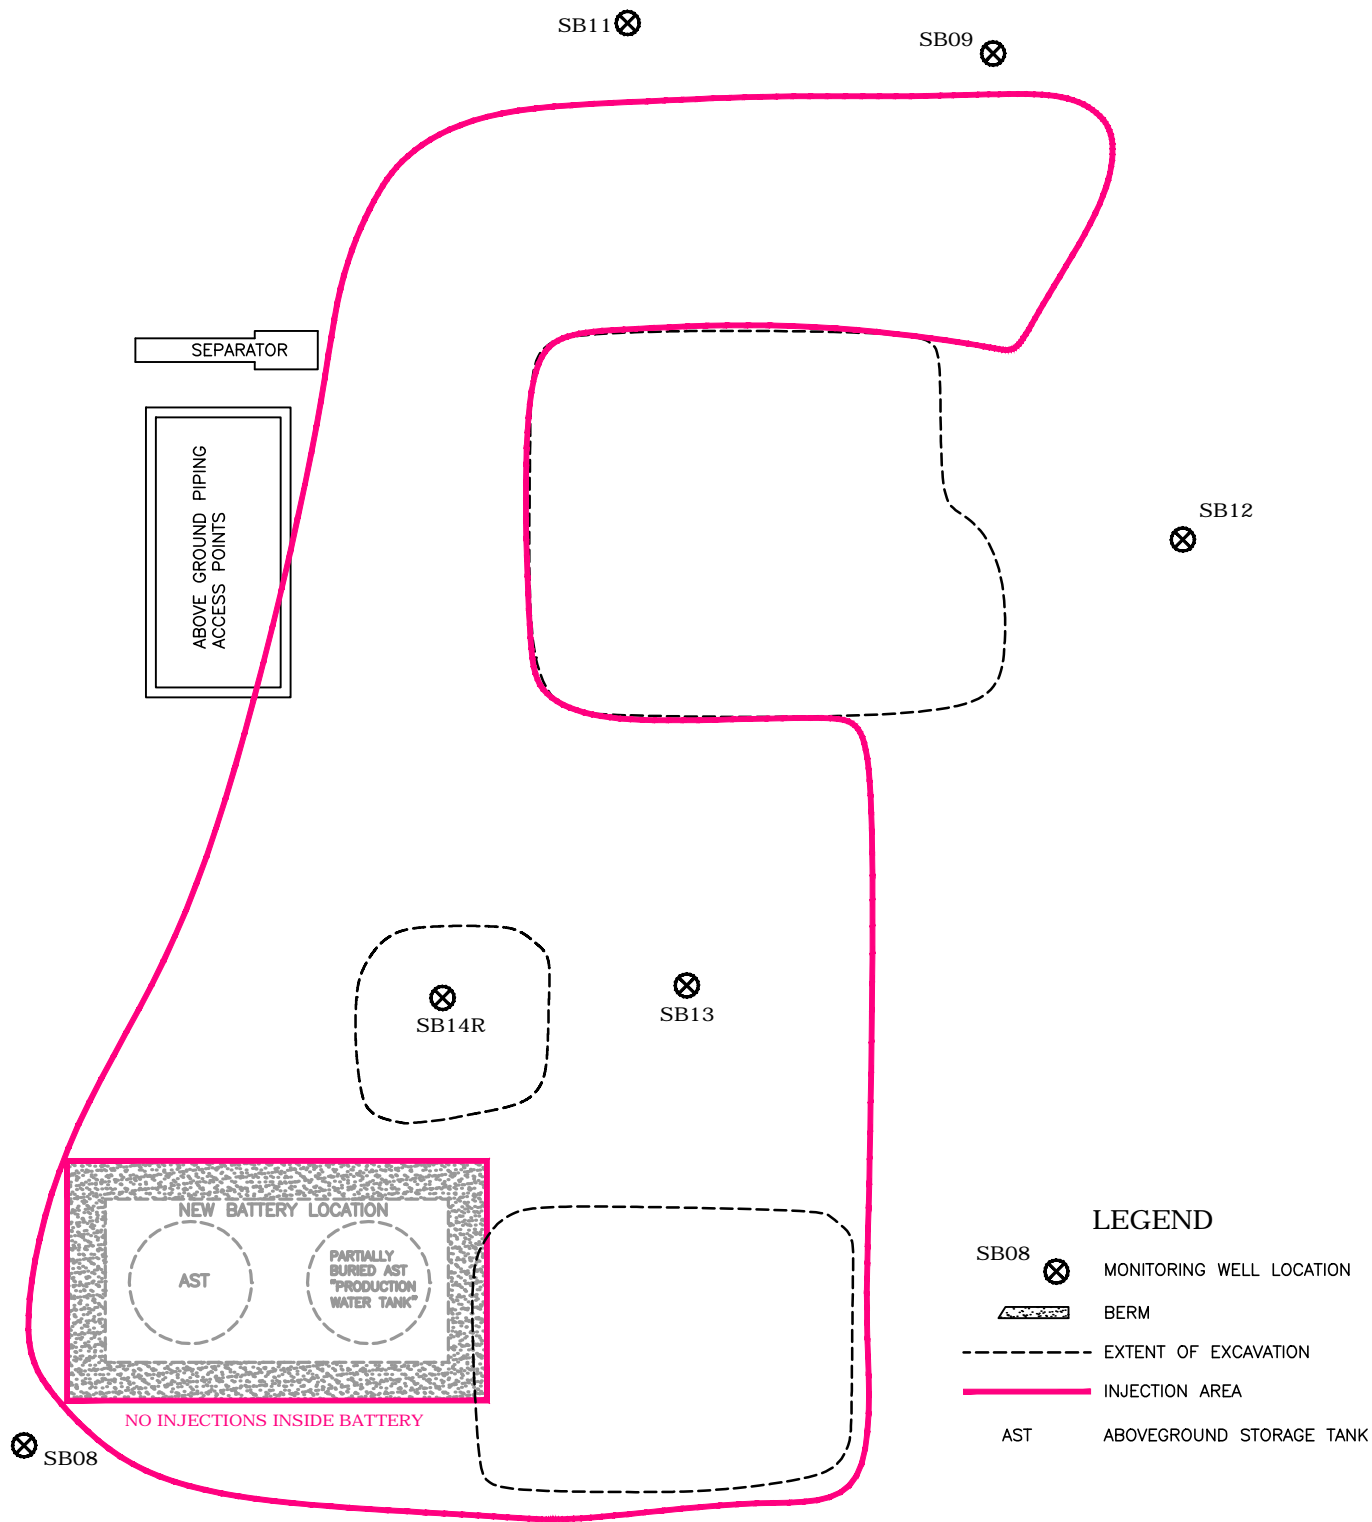 SB11
SB09
SEPARATOR
ABOVE GROUND PIPING
ACCESS POINTS
SB12
SB14R
SB13
NEW BATTERY LOCATION
AST
PARTIALLY
BURIED AST
"PRODUCTION
WATER TANK"
NO INJECTIONS INSIDE BATTERY
SB08
LEGEND
SB08
MONITORING WELL LOCATION
BERM
EXTENT OF EXCAVATION
INJECTION AREA
AST ABOVEGROUND STORAGE TANK